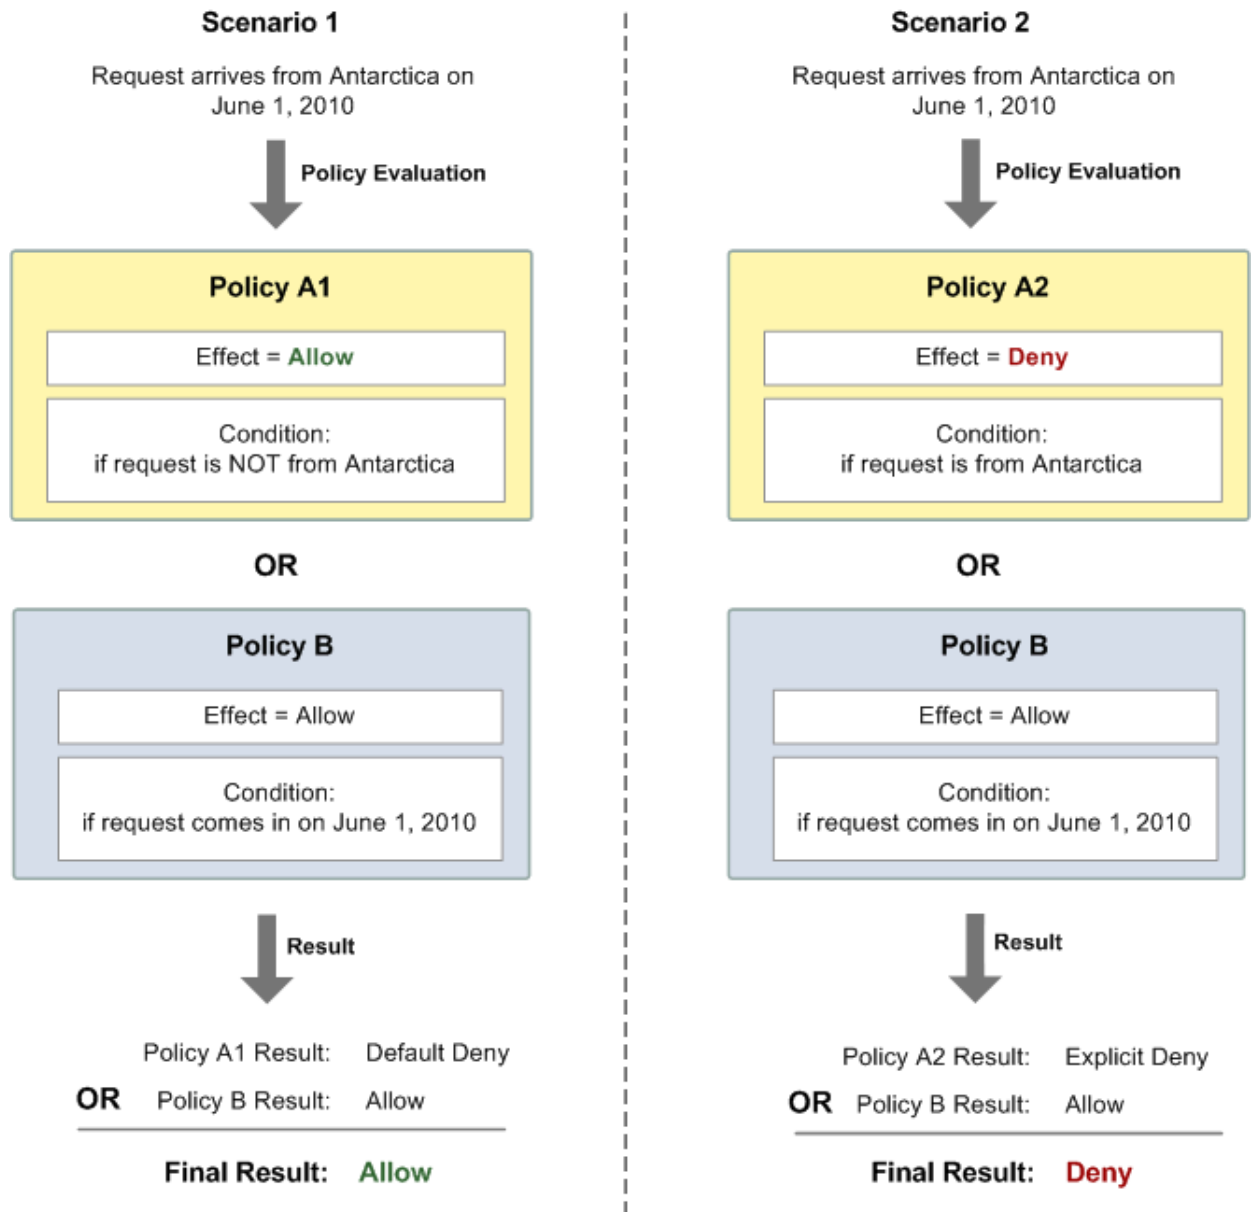 Scenario 1
Request arrives from Antarctica on
June 1, 2010
Policy Evaluation
Policy A1
Effect = Allow
Condition:
if request is NOT from Antarctica
OR
Policy B
Effect = Allow
Condition:
if request comes in on June 1, 2010
Result
Policy A1 Result: Default Deny
OR Policy B Result: Allow
Final Result: Allow
Scenario 2
Request arrives from Antarctica on
June 1, 2010
Policy Evaluation
Policy A2
Effect = Deny
Condition:
if request is from Antarctica
OR
Policy B
Effect = Allow
Condition:
if request comes in on June 1, 2010
Result
Policy A2 Result: Explicit Deny
OR Policy B Result: Allow
Final Result: Deny